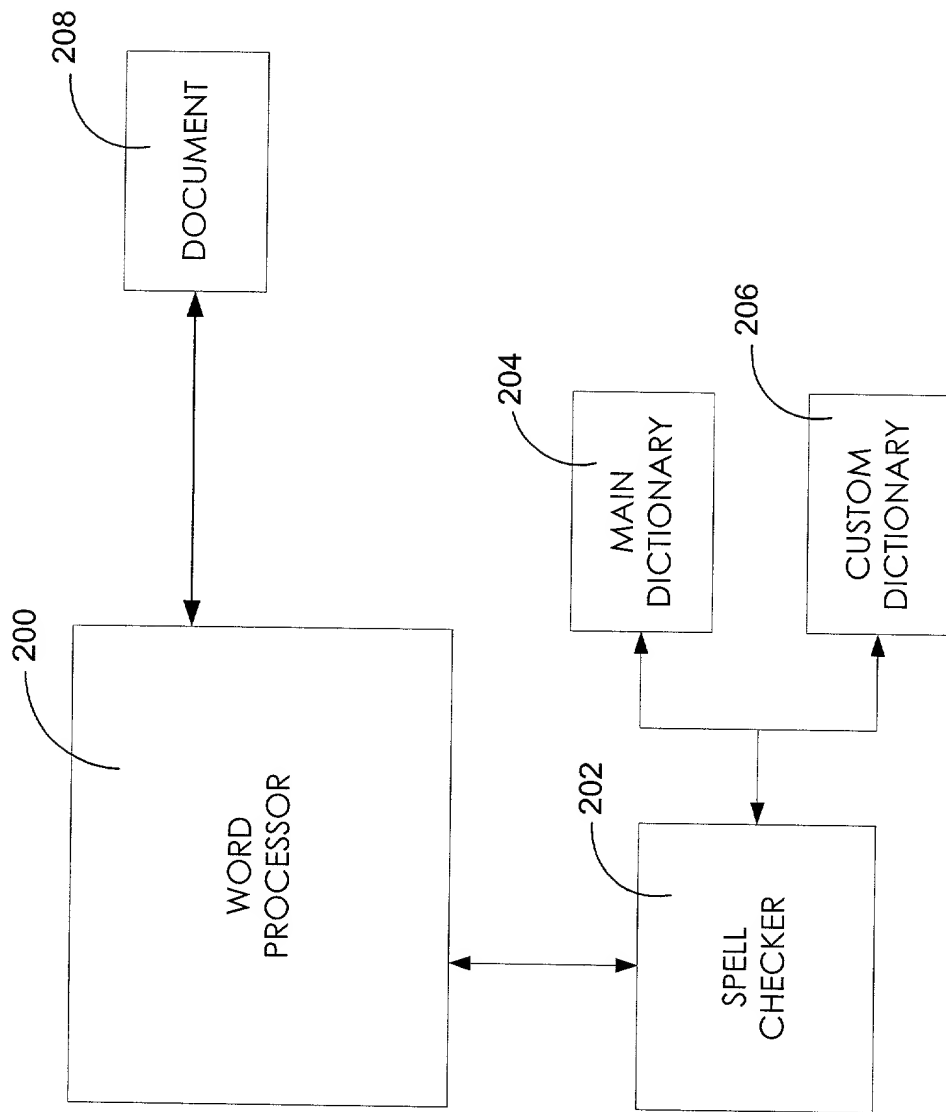 200
WORD
PROCESSOR
208
DOCUMENT
202
SPELL
CHECKER
204
MAIN
DICTIONARY
206
CUSTOM
DICTIONARY